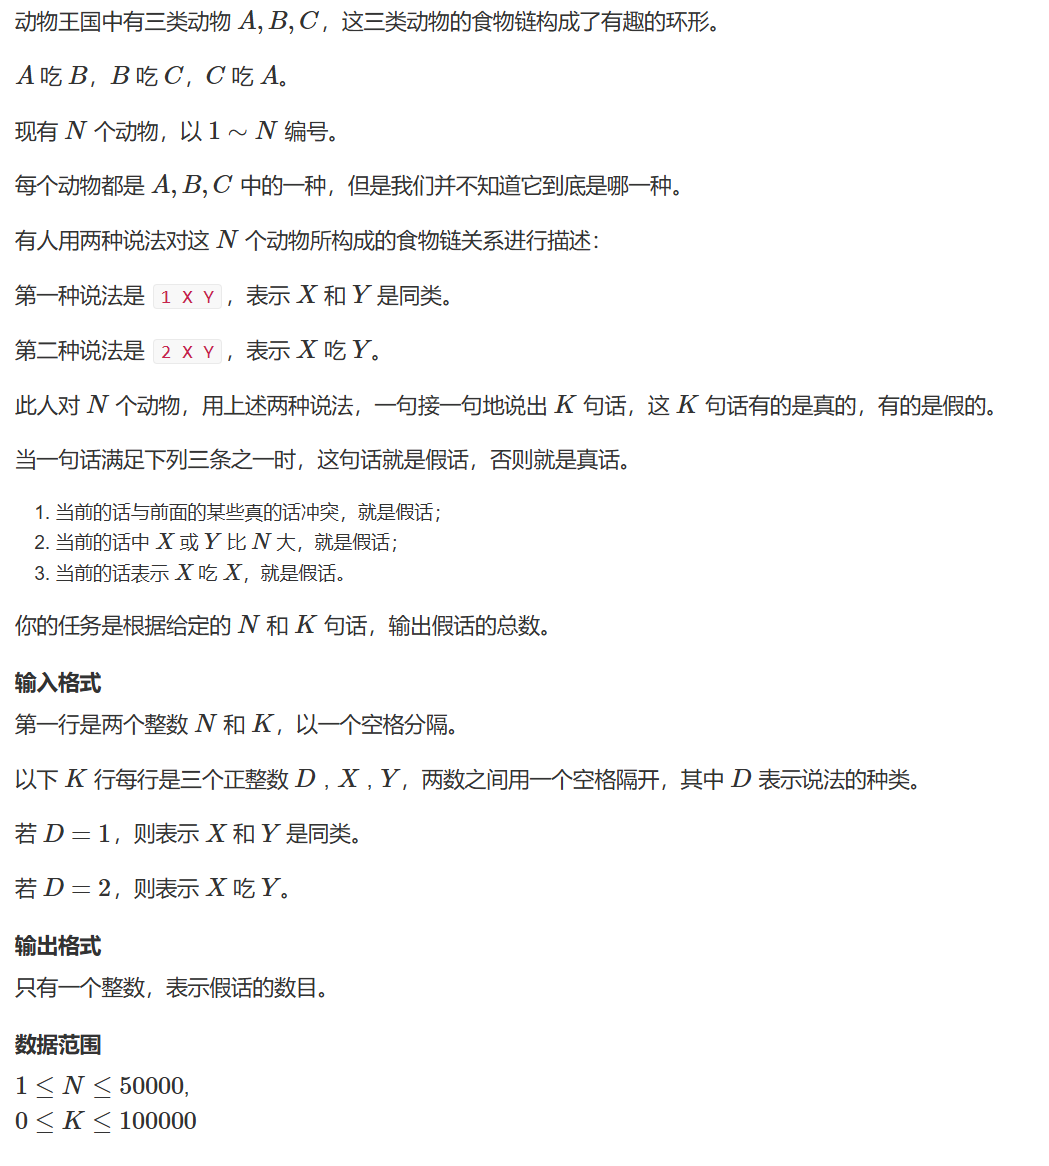 动物王国中有三类动物 A, B, C，这三类动物的食物链构成了有趣的环形。
A 吃 B，B 吃 C，C 吃 A。
现有 N 个动物，以 1 ∼ N 编号。
每个动物都是 A, B, C 中的一种，但是我们并不知道它到底是哪一种。
有人用两种说法对这 N 个动物所构成的食物链关系进行描述：
第一种说法是 1 X Y，表示 X 和 Y 是同类。
第二种说法是 2 X Y，表示 X 吃 Y。
此人对 N 个动物，用上述两种说法，一句接一句地说出 K 句话，这 K 句话有的是真的，有的是假的。
当一句话满足下列三条之一时，这句话就是假话，否则就是真话。
1. 当前的话与前面的某些真的话冲突，就是假话；
2. 当前的话中 X 或 Y 比 N 大，就是假话；
3. 当前的话表示 X 吃 X，就是假话。
你的任务是根据给定的 N 和 K 句话，输出假话的总数。
输入格式
第一行是两个整数 N 和 K，以一个空格分隔。
以下 K 行每行是三个正整数 D，X，Y，两数之间用一个空格隔开，其中 D 表示说法的种类。
若 D = 1，则表示 X 和 Y 是同类。
若 D = 2，则表示 X 吃 Y。
输出格式
只有一个整数，表示假话的数目。
数据范围
1 ≤ N ≤ 50000,
0 ≤ K ≤ 100000